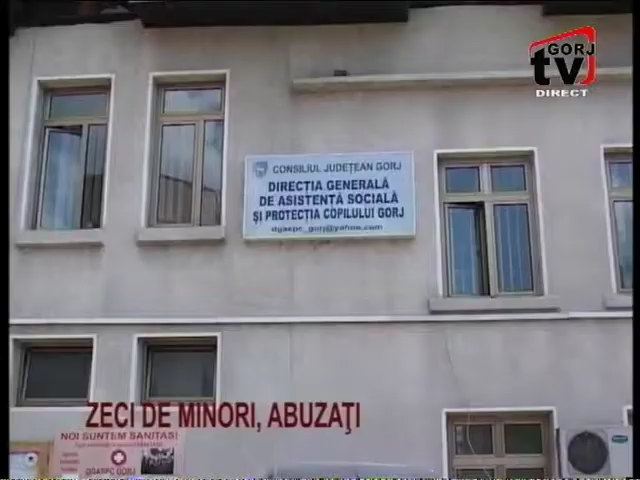 GORJ
tv
DIRECT
CONSILIUL JUDEȚEAN GORJ
DIRECȚIA GENERALĂ
DE ASISTENȚĂ SOCIALĂ
ȘI PROTECȚIA COPILULUI GORJ
dgaspc_gorj@yahoo.com
ZECI DE MINORI, ABUZAŢI
NOI SUNTEM SANITAS!
DGASPC GORJ